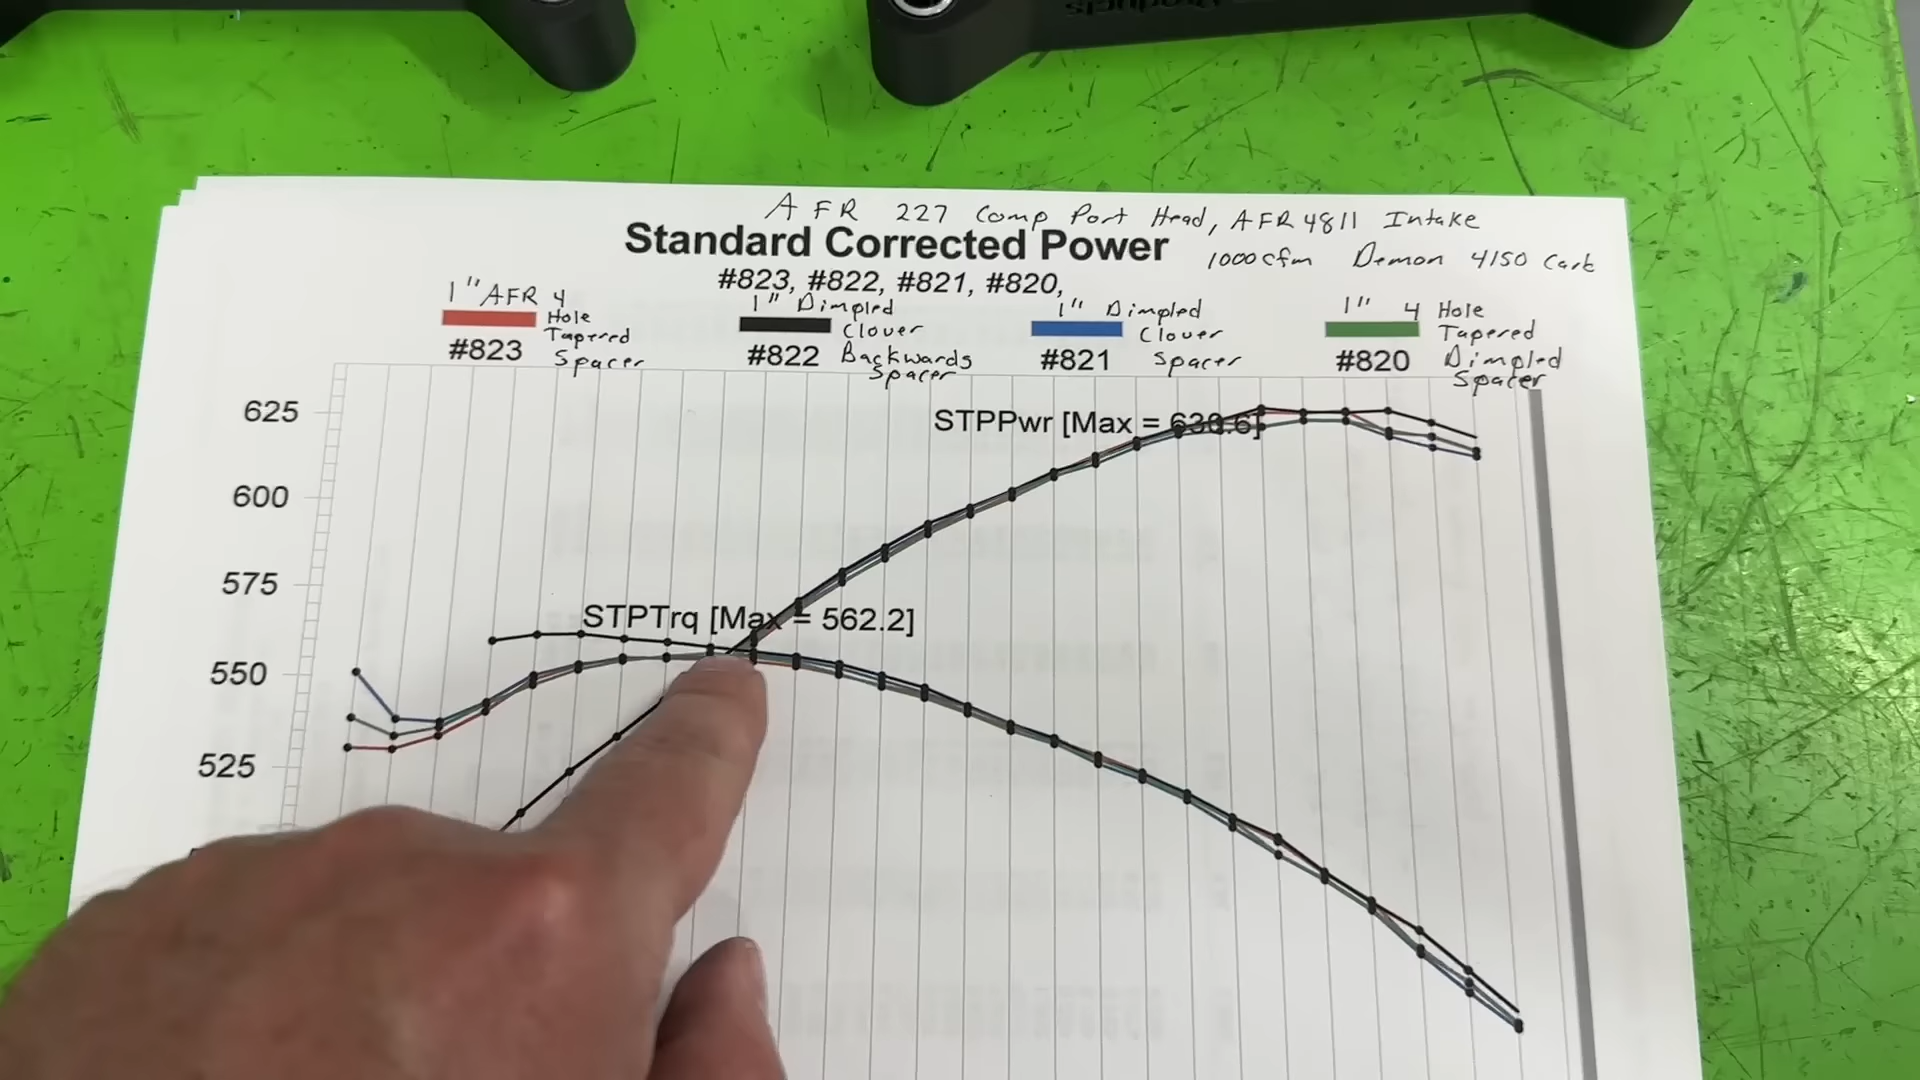 Products
AFR 227 Comp Port Head, AFR 4811 Intake
Standard Corrected Power
1000cfm Demon 4150 Carb
#823, #822, #821, #820,
1" AFR 4
Hole
Tapered
Spacer
#823
1" Dimpled
Clover
Backwards
Spacer
#822
1" Dimpled
Clover
Spacer
#821
1" 4 Hole
Tapered
Dimpled
Spacer
#820
625
STPPwr [Max = 630.6]
600
575
STPTrq [Max = 562.2]
550
525